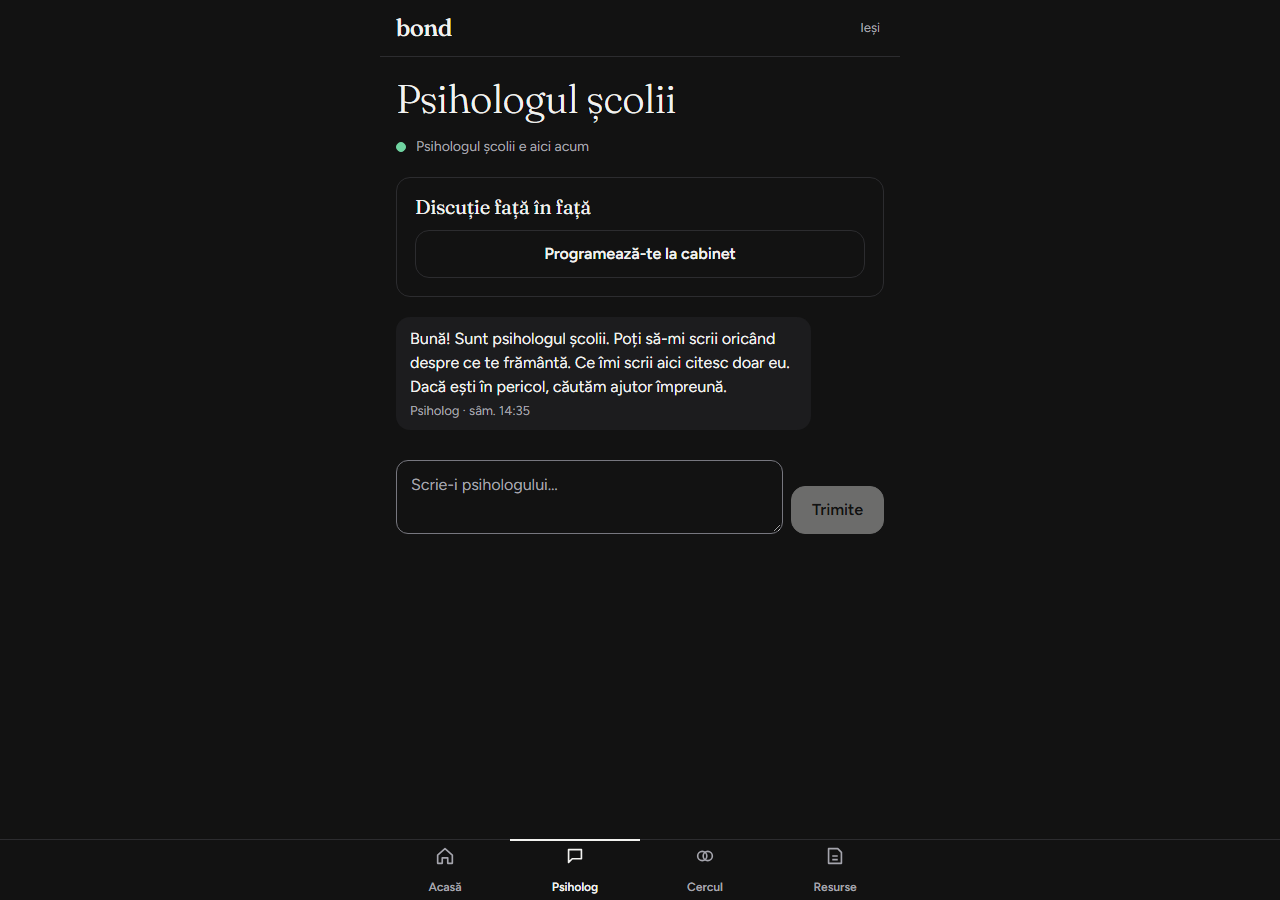 bond
Ieși
Psihologul școlii
Psihologul școlii e aici acum
Discuție față în față
Programează-te la cabinet
Bună! Sunt psihologul școlii. Poți să-mi scrii oricând
despre ce te frământă. Ce îmi scrii aici citesc doar eu.
Dacă ești în pericol, căutăm ajutor împreună.
Psiholog · sâm. 14:35
Scrie-i psihologului...
Trimite
Acasă
Psiholog
Cercul
Resurse